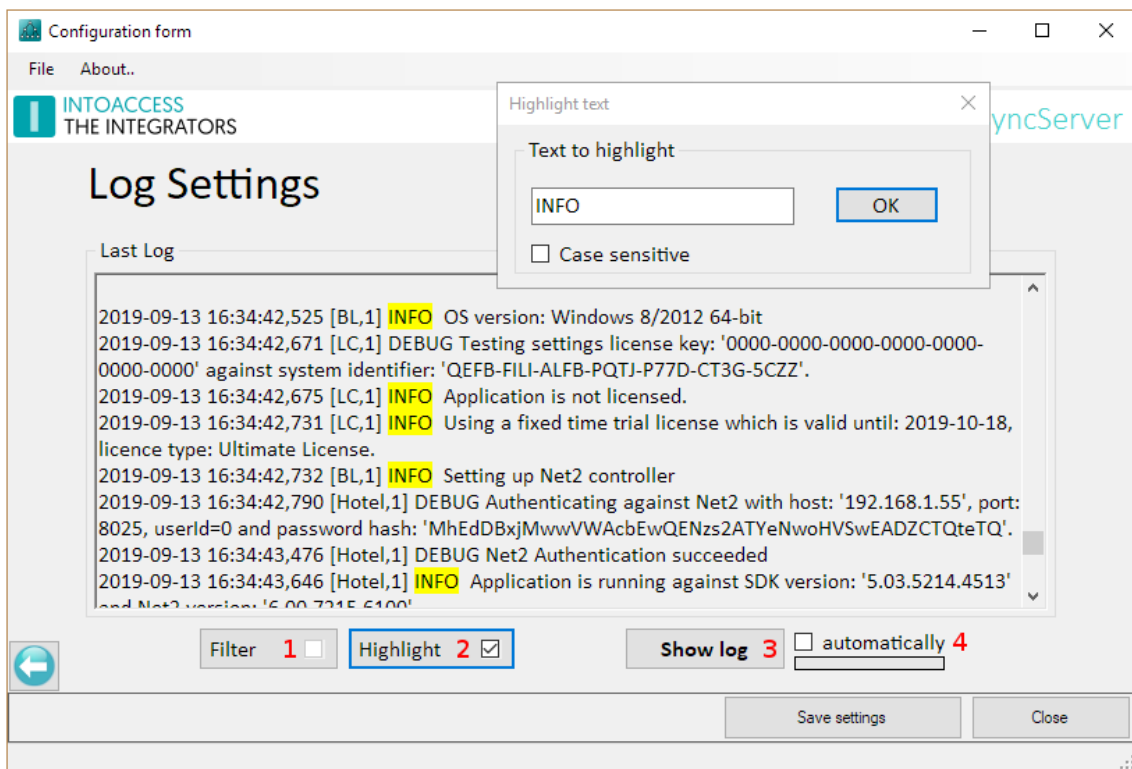 Configuration form
File About..
INTOACCESS
THE INTEGRATORS
yncServer
Highlight text
Text to highlight
INFO
OK
Case sensitive
Log Settings
Last Log
2019-09-13 16:34:42,525 [BL,1] INFO OS version: Windows 8/2012 64-bit
2019-09-13 16:34:42,671 [LC,1] DEBUG Testing settings license key: '0000-0000-0000-0000-0000-
0000-0000' against system identifier: 'QEFB-FILI-ALFB-PQTJ-P77D-CT3G-5CZZ'.
2019-09-13 16:34:42,675 [LC,1] INFO Application is not licensed.
2019-09-13 16:34:42,731 [LC,1] INFO Using a fixed time trial license which is valid until: 2019-10-18,
licence type: Ultimate License.
2019-09-13 16:34:42,732 [BL,1] INFO Setting up Net2 controller
2019-09-13 16:34:42,790 [Hotel,1] DEBUG Authenticating against Net2 with host: '192.168.1.55', port:
8025, userId=0 and password hash: 'MhEdDBxjMwwVWAcbEwQENzs2ATYeNwoHVSwEADZCTQteTQ'.
2019-09-13 16:34:43,476 [Hotel,1] DEBUG Net2 Authentication succeeded
2019-09-13 16:34:43,646 [Hotel,1] INFO Application is running against SDK version: '5.03.5214.4513'
and Net2 version: '6.00.7215.6100'
Filter 1
Highlight 2
Show log 3
automatically 4
Save settings
Close